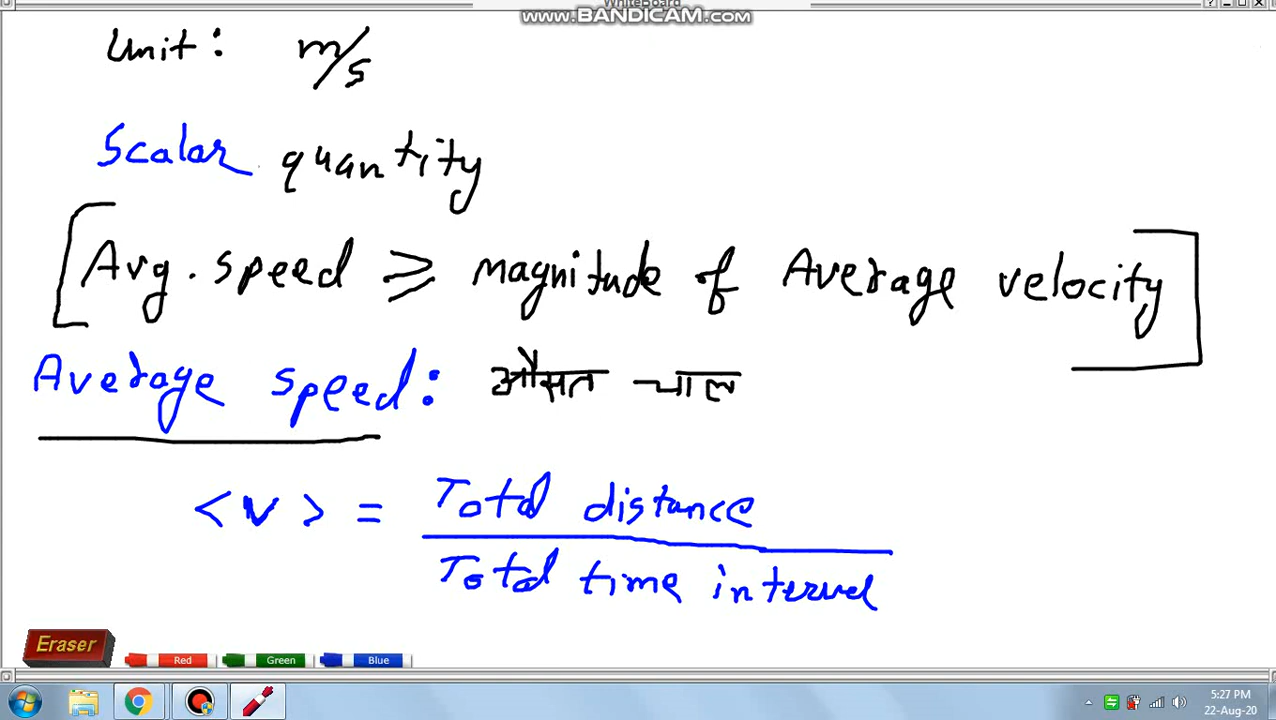 WhiteBoard
www.BANDICAM.com
Unit: m/s
Scalar quantity
[Avg. speed ≥ magnitude of Average velocity]
Average speed: औसत चाल
<v> = Total distance
Total time interval
Eraser
Red Green Blue
5:27 PM
22-Aug-20